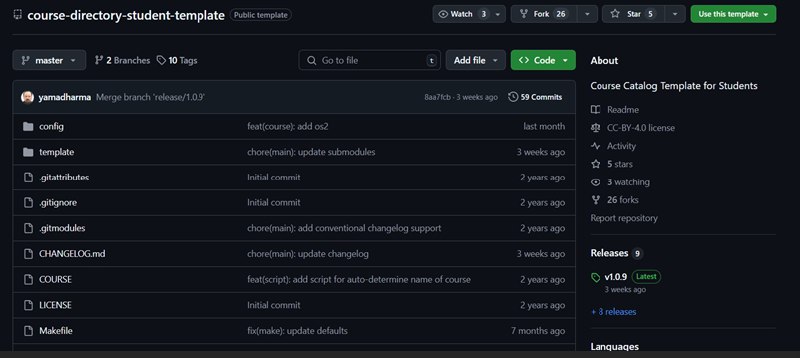 course-directory-student-template Public template Watch 3 Fork 26 Star 5 Use this template
master 2 Branches 10 Tags Go to file t Add file Code
yamadharma Merge branch 'release/1.0.9' 8aa7fcb · 3 weeks ago 59 Commits
config feat(course): add os2 last month
template chore(main): update submodules 3 weeks ago
.gitattributes Initial commit 2 years ago
.gitignore Initial commit 2 years ago
.gitmodules chore(main): add conventional changelog support 2 years ago
CHANGELOG.md chore(main): update changelog 3 weeks ago
COURSE feat(script): add script for auto-determine name of course 2 years ago
LICENSE Initial commit 2 years ago
Makefile fix(make): update defaults 7 months ago
About
Course Catalog Template for Students
Readme
CC-BY-4.0 license
Activity
5 stars
3 watching
26 forks
Report repository
Releases 9
v1.0.9 Latest
3 weeks ago
+ 8 releases
Languages